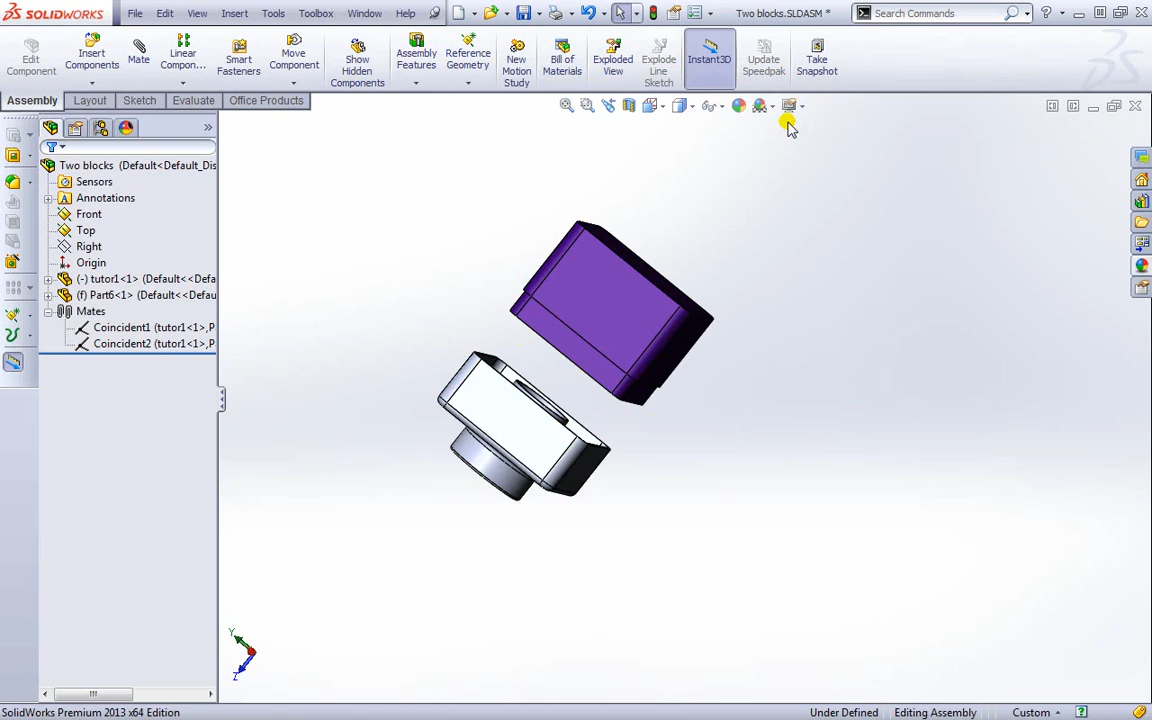 SOLIDWORKS File Edit View Insert Tools Toolbox Window Help Two blocks.SLDASM * Search Commands
Edit Component
Insert Components
Mate
Linear Compon...
Smart Fasteners
Move Component
Show Hidden Components
Assembly Features
Reference Geometry
New Motion Study
Bill of Materials
Exploded View
Explode Line Sketch
Instant3D
Update Speedpak
Take Snapshot
Assembly Layout Sketch Evaluate Office Products
Two blocks (Default<Default_Dis
Sensors
Annotations
Front
Top
Right
Origin
(-) tutor1<1> (Default<<Defa
(f) Part6<1> (Default<<Defau
Mates
Coincident1 (tutor1<1>,P
Coincident2 (tutor1<1>,P
Y
Z
SolidWorks Premium 2013 x64 Edition Under Defined Editing Assembly Custom